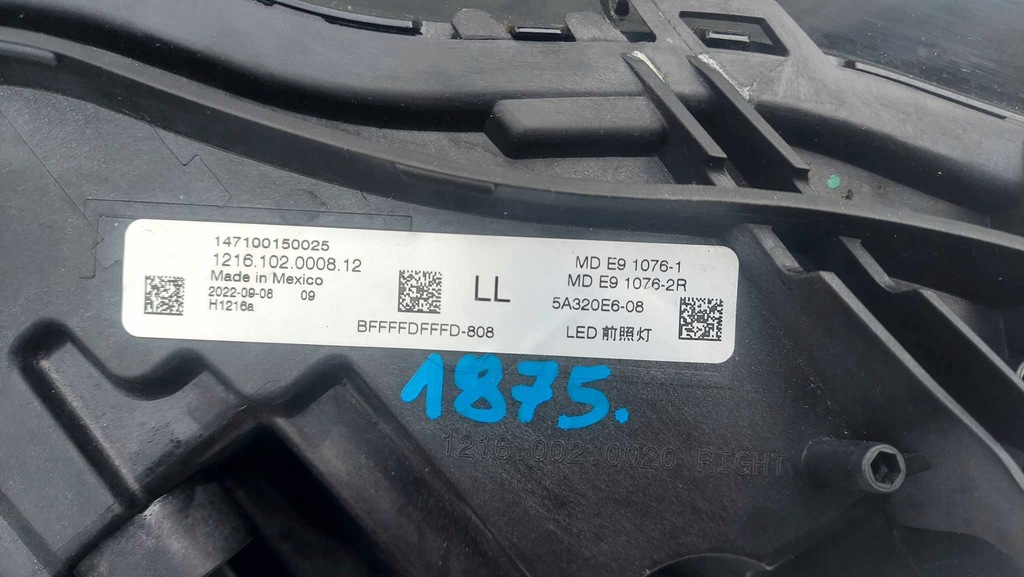 147100150025
1216.102.0008.12
Made in Mexico
2022-09-08 09
H1216a
BFFFFDFFFD-808
LL
MD E9 1076-1
MD E9 1076-2R
5A320E6-08
LED 前照灯
1875.
1216.002.0020 RIGHT